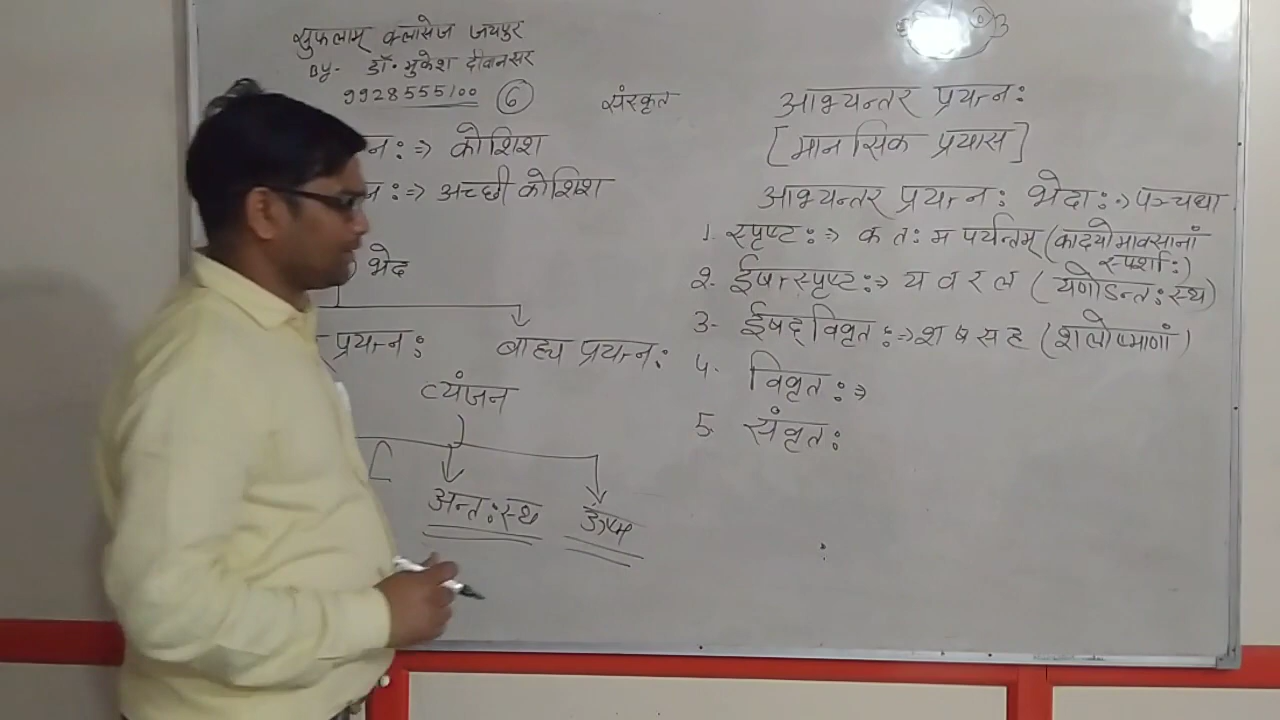 सुफलाम् क्लासेज जयपुर
By- डॉ. मुकेश दौवनसर
9928555100 6 संस्कृत
नः⇒ कोशिश
नः⇒ अच्छी कोशिश
भेद
प्रयत्नः बाह्य प्रयत्नः
व्यंजन
अन्तःस्थ ऊष्म
आभ्यन्तर प्रयत्नः
[मानसिक प्रयास]
आभ्यन्तर प्रयत्नः भेदाः⇒ पञ्चधा
1. स्पृष्टः⇒ क तः म पर्यन्तम् (कादयोमावसानां
स्पर्शाः)
2. ईषत्स्पृष्टः⇒ य व र ल (यणोऽन्तःस्थ)
3- ईषद् विवृतः⇒ श ष स ह (शलोष्माणां)
4. विवृतः⇒
5. संवृतः